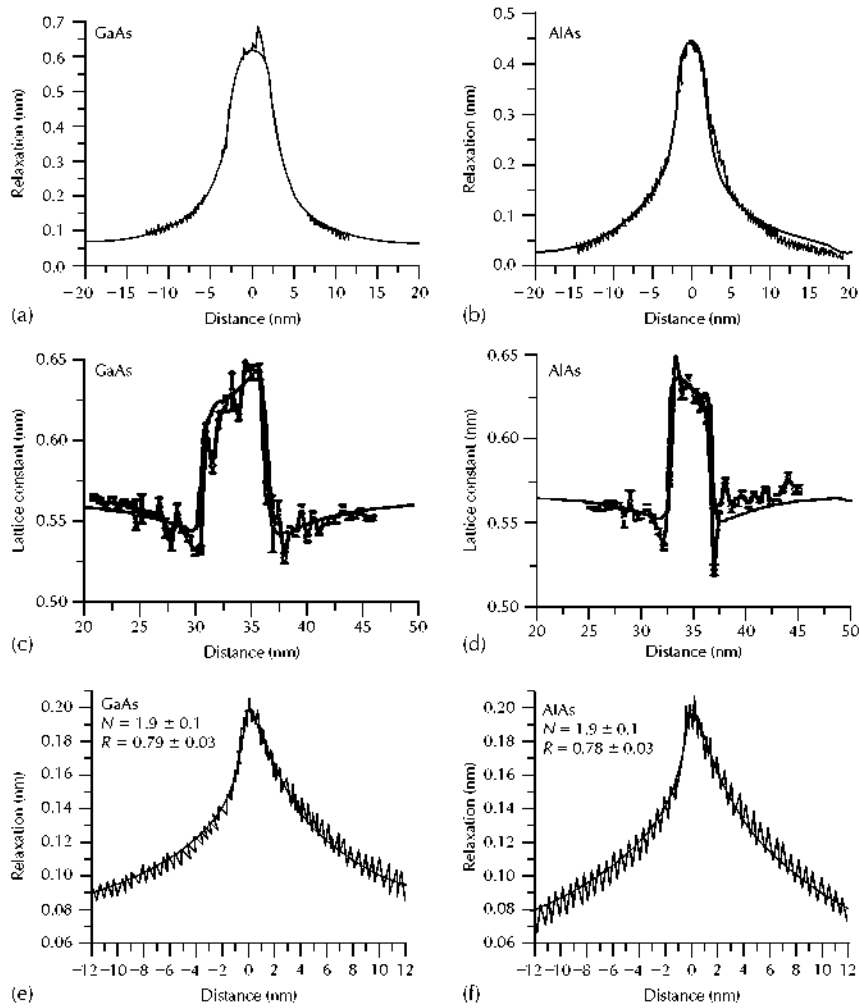 GaAs
0.7
0.6
0.5
0.4
0.3
0.2
0.1
0.0
Relaxation (nm)
−20 −15 −10 −5 0 5 10 15 20
Distance (nm)
(a)
AlAs
0.5
0.4
0.3
0.2
0.1
0.0
Relaxation (nm)
−20 −15 −10 −5 0 5 10 15 20
Distance (nm)
(b)
GaAs
0.65
0.60
0.55
0.50
Lattice constant (nm)
20 25 30 35 40 45 50
Distance (nm)
(c)
AlAs
0.65
0.60
0.55
0.50
Lattice constant (nm)
20 25 30 35 40 45 50
Distance (nm)
(d)
GaAs
N = 1.9 ± 0.1
R = 0.79 ± 0.03
0.20
0.18
0.16
0.14
0.12
0.10
0.08
0.06
Relaxation (nm)
−12 −10 −8 −6 −4 −2 0 2 4 6 8 10 12
Distance (nm)
(e)
AlAs
N = 1.9 ± 0.1
R = 0.78 ± 0.03
0.20
0.18
0.16
0.14
0.12
0.10
0.08
0.06
Relaxation (nm)
−12 −10 −8 −6 −4 −2 0 2 4 6 8 10 12
Distance (nm)
(f)